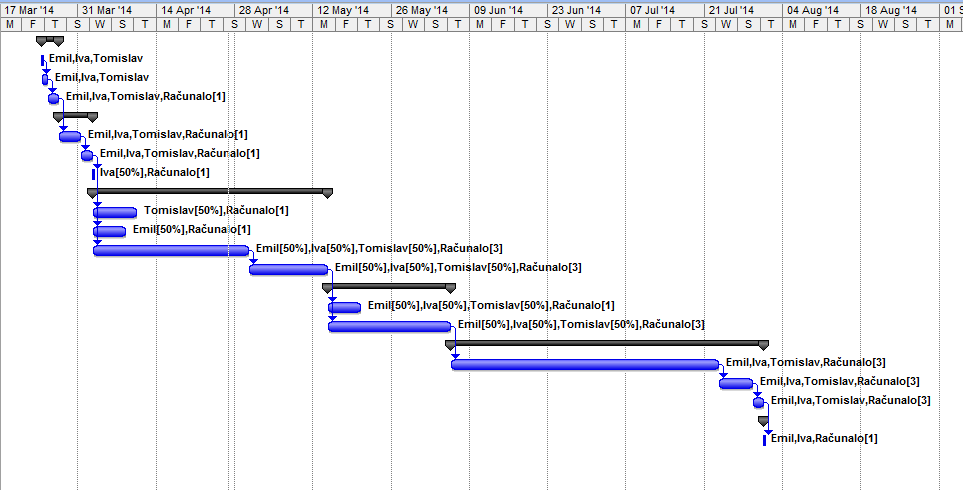 17 Mar '14 31 Mar '14 14 Apr '14 28 Apr '14 12 May '14 26 May '14 09 Jun '14 23 Jun '14 07 Jul '14 21 Jul '14 04 Aug '14 18 Aug '14 01 S
M F T S W S T M F T S W S T M F T S W S T M F T S W S T M F T S W S T M F T S W S T M
Emil,Iva,Tomislav
Emil,Iva,Tomislav
Emil,Iva,Tomislav,Računalo[1]
Emil,Iva,Tomislav,Računalo[1]
Emil,Iva,Tomislav,Računalo[1]
Iva[50%],Računalo[1]
Tomislav[50%],Računalo[1]
Emil[50%],Računalo[1]
Emil[50%],Iva[50%],Tomislav[50%],Računalo[3]
Emil[50%],Iva[50%],Tomislav[50%],Računalo[3]
Emil[50%],Iva[50%],Tomislav[50%],Računalo[1]
Emil[50%],Iva[50%],Tomislav[50%],Računalo[3]
Emil,Iva,Tomislav,Računalo[3]
Emil,Iva,Tomislav,Računalo[3]
Emil,Iva,Tomislav,Računalo[3]
Emil,Iva,Računalo[1]